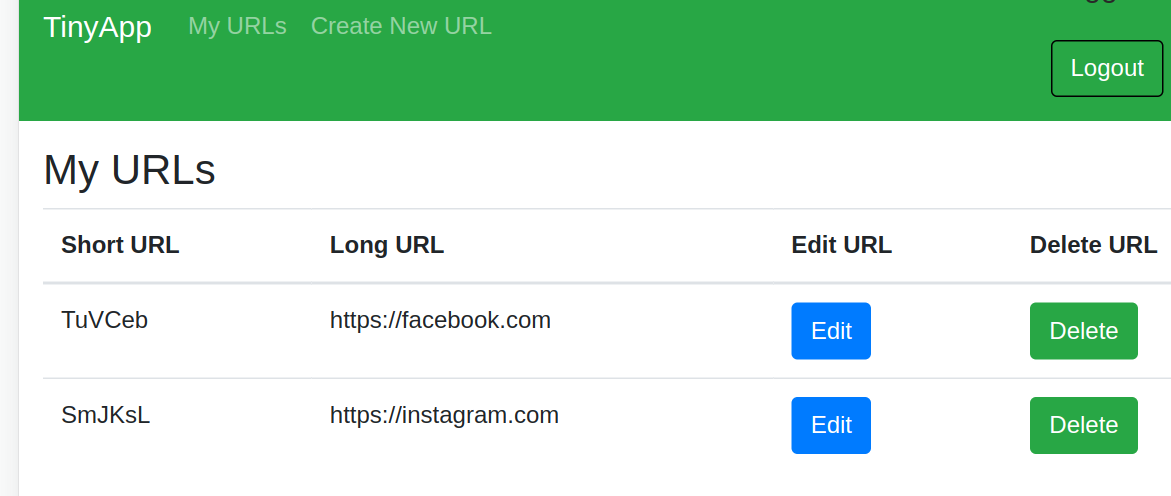 TinyApp My URLs Create New URL
Logout
My URLs
Short URL Long URL Edit URL Delete URL
TuVCeb https://facebook.com Edit Delete
SmJKsL https://instagram.com Edit Delete